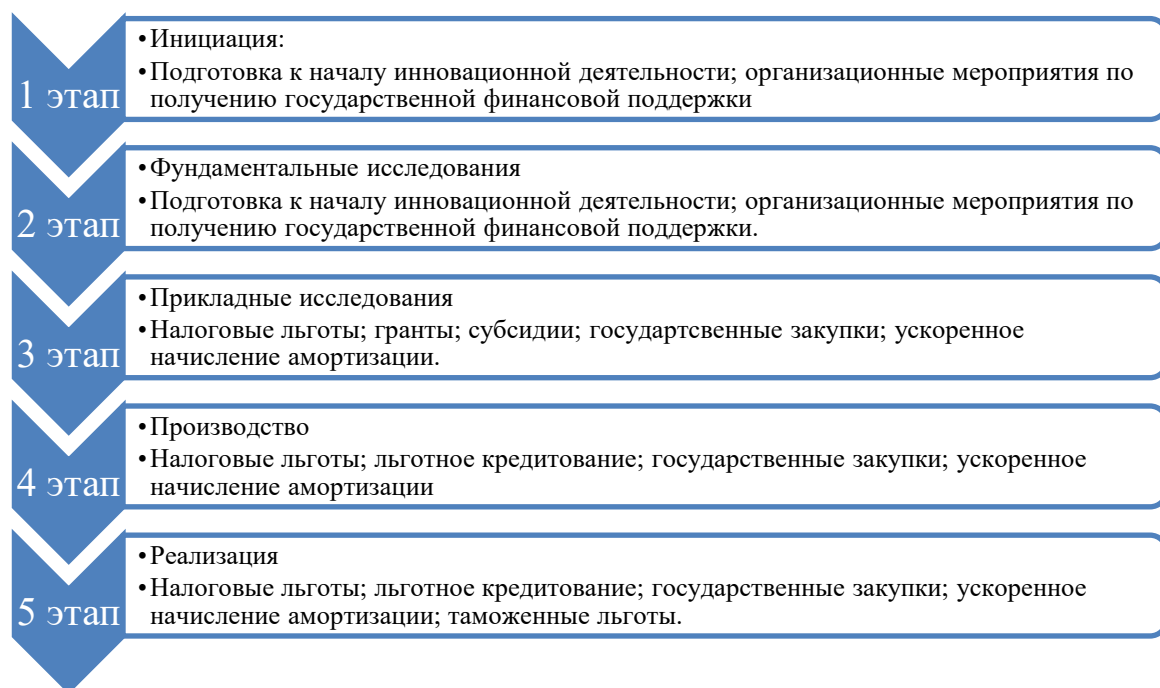 1 этап
•Инициация:
•Подготовка к началу инновационной деятельности; организационные мероприятия по
получению государственной финансовой поддержки
2 этап
•Фундаментальные исследования
•Подготовка к началу инновационной деятельности; организационные мероприятия по
получению государственной финансовой поддержки.
3 этап
•Прикладные исследования
•Налоговые льготы; гранты; субсидии; государтсвенные закупки; ускоренное
начисление амортизации.
4 этап
•Производство
•Налоговые льготы; льготное кредитование; государственные закупки; ускоренное
начисление амортизации
5 этап
•Реализация
•Налоговые льготы; льготное кредитование; государственные закупки; ускоренное
начисление амортизации; таможенные льготы.